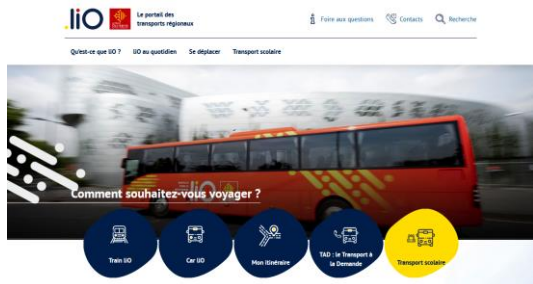 liO
Le portail des
transports régionaux
Foire aux questions
Contacts
Recherche
Qu'est-ce que liO ?
liO au quotidien
Se déplacer
Transport scolaire
liO
Comment souhaitez-vous voyager ?
Train liO
Car liO
Mon itinéraire
TAD : le Transport à
la Demande
Transport scolaire